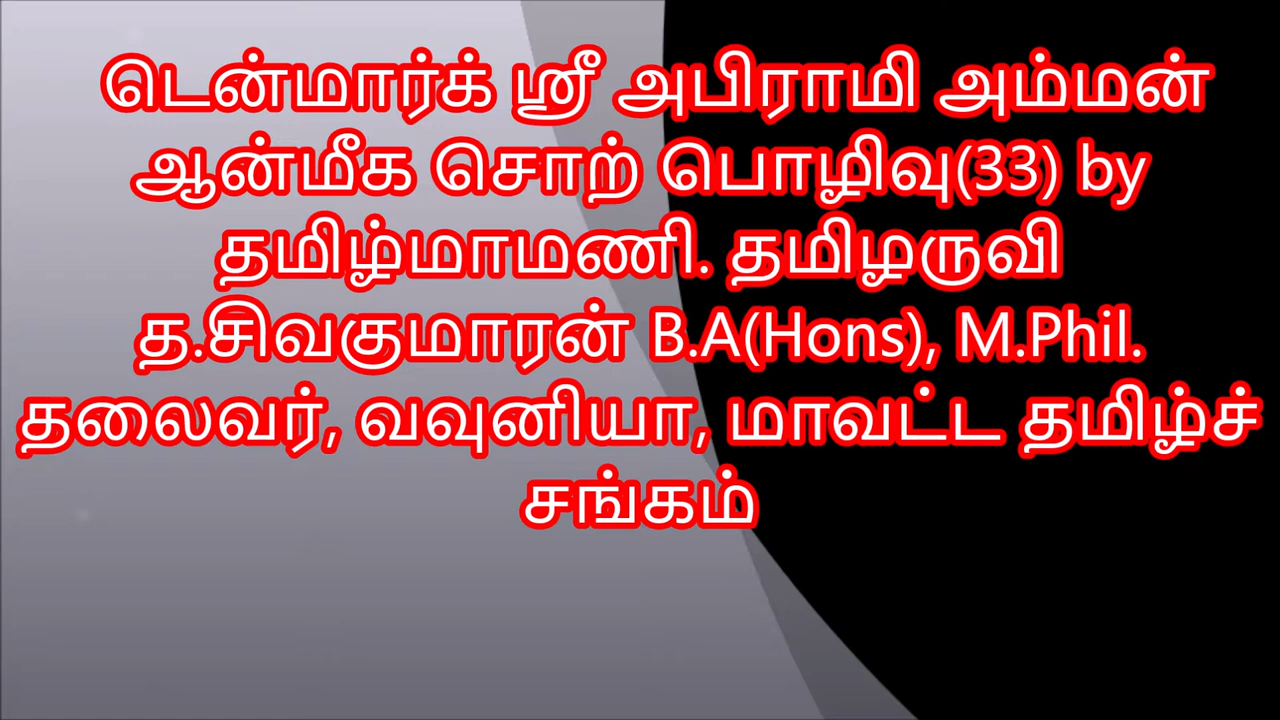 டென்மார்க் ஸ்ரீ அபிராமி அம்மன்
ஆன்மீக சொற் பொழிவு(33) by
தமிழ்மாமணி. தமிழருவி
த.சிவகுமாரன் B.A(Hons), M.Phil.
தலைவர், வவுனியா, மாவட்ட தமிழ்ச்
சங்கம்